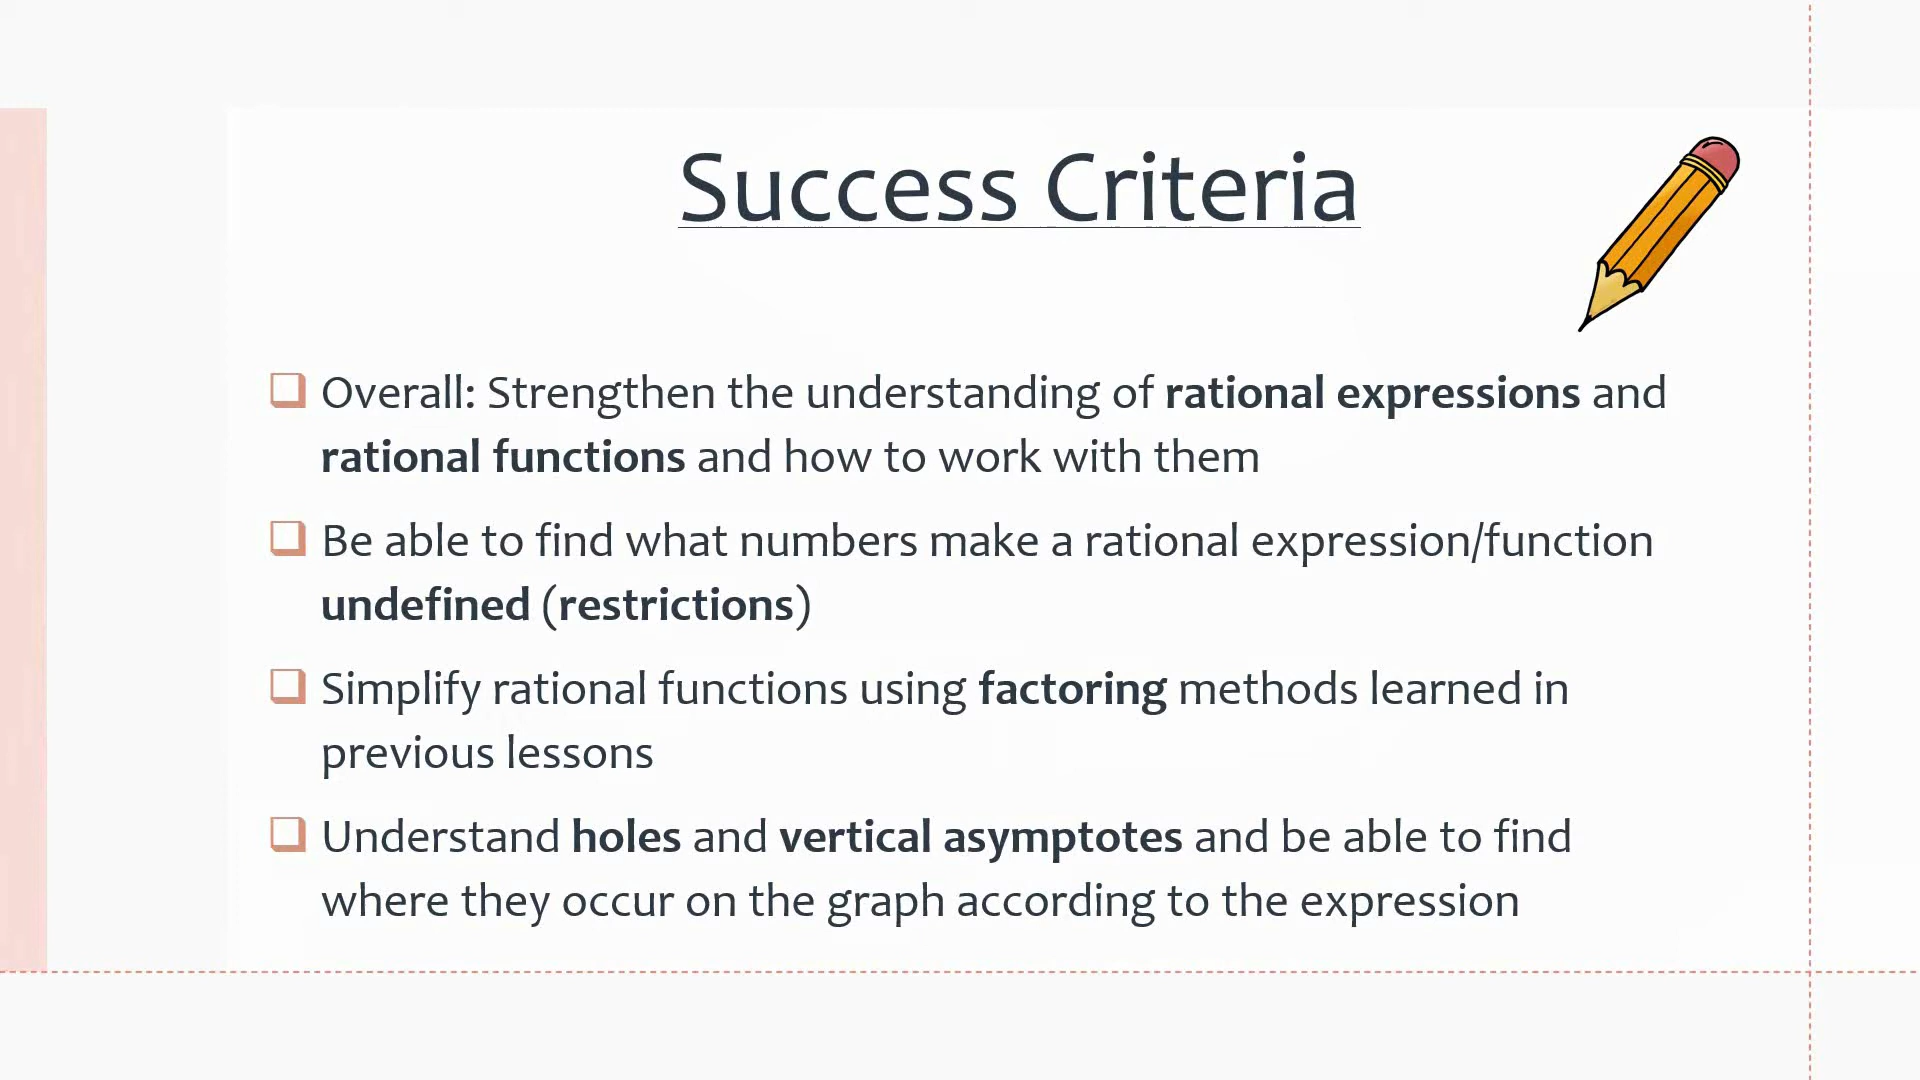 Success Criteria
Overall: Strengthen the understanding of rational expressions and
rational functions and how to work with them
Be able to find what numbers make a rational expression/function
undefined (restrictions)
Simplify rational functions using factoring methods learned in
previous lessons
Understand holes and vertical asymptotes and be able to find
where they occur on the graph according to the expression